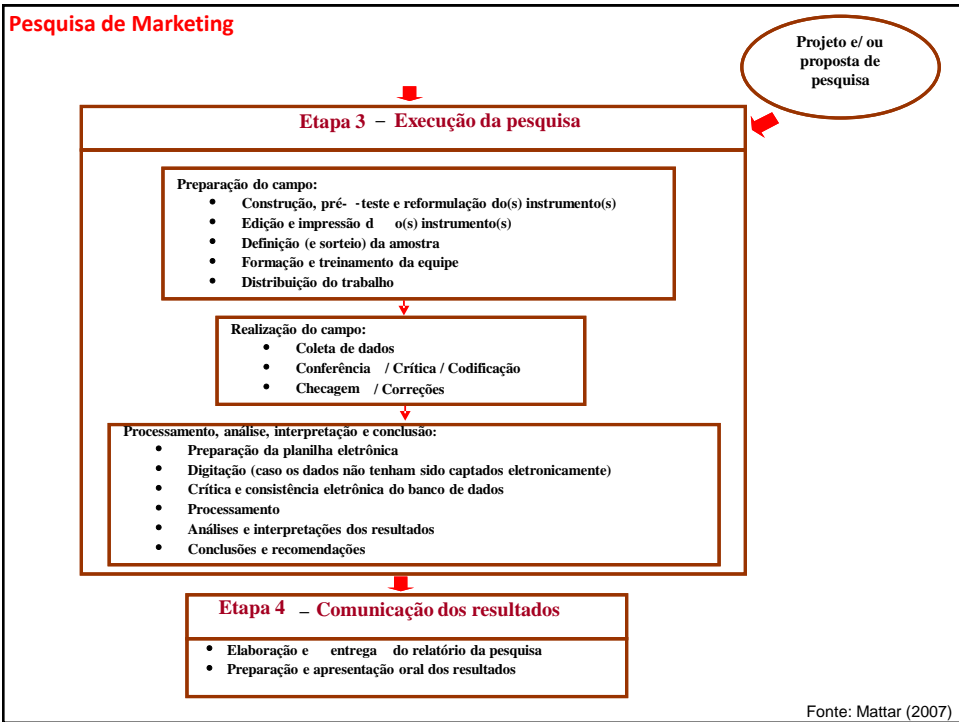 Pesquisa de Marketing
Projeto e/ ou
proposta de
pesquisa
Etapa 3 – Execução da pesquisa
Preparação do campo:
• Construção, pré- -teste e reformulação do(s) instrumento(s)
• Edição e impressão d o(s) instrumento(s)
• Definição (e sorteio) da amostra
• Formação e treinamento da equipe
• Distribuição do trabalho
Realização do campo:
• Coleta de dados
• Conferência / Crítica / Codificação
• Checagem / Correções
Processamento, análise, interpretação e conclusão:
• Preparação da planilha eletrônica
• Digitação (caso os dados não tenham sido captados eletronicamente)
• Crítica e consistência eletrônica do banco de dados
• Processamento
• Análises e interpretações dos resultados
• Conclusões e recomendações
Etapa 4 – Comunicação dos resultados
• Elaboração e entrega do relatório da pesquisa
• Preparação e apresentação oral dos resultados
Fonte: Mattar (2007)